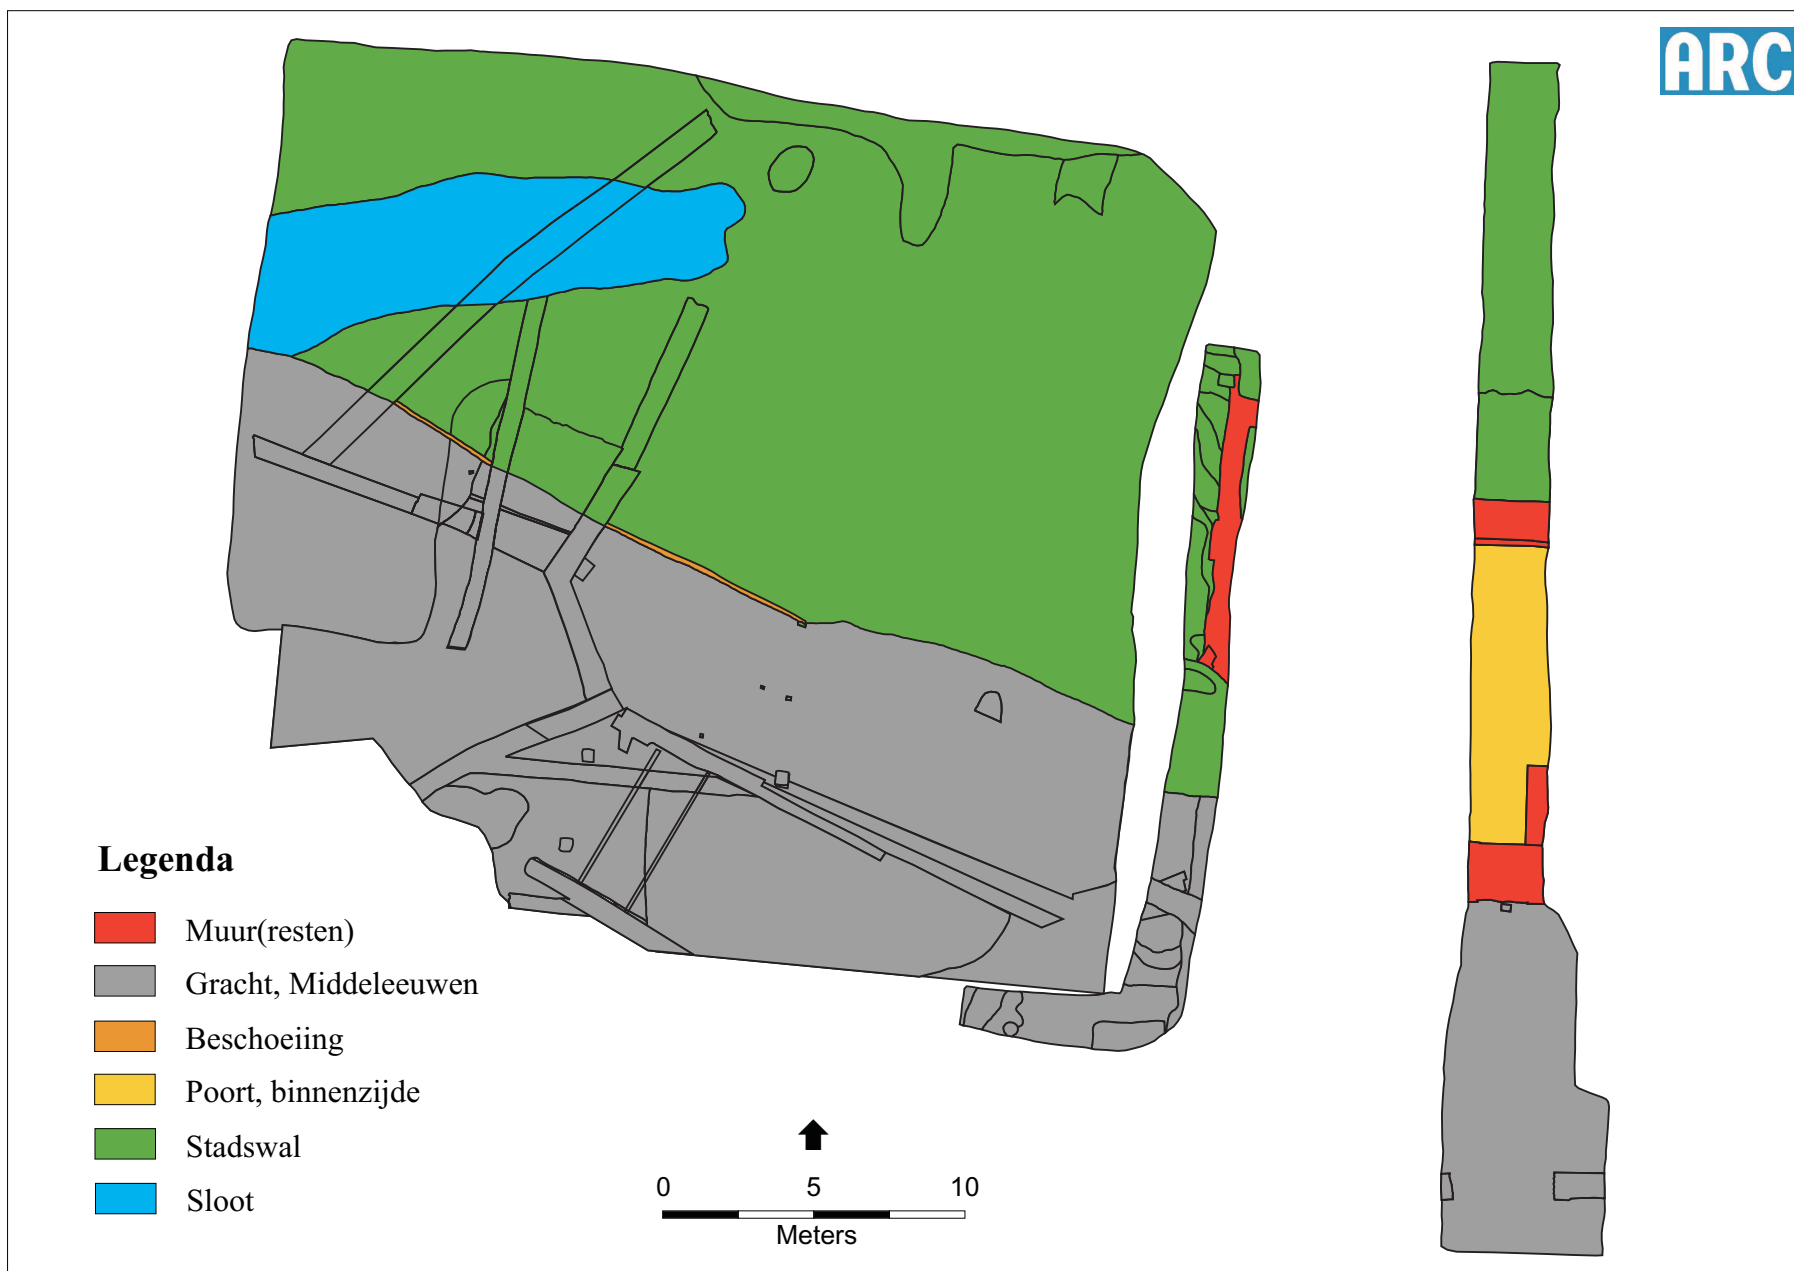 ARC
Legenda
Muur(resten)
Gracht, Middeleeuwen
Beschoeiing
Poort, binnenzijde
Stadswal
Sloot
0 5 10
Meters